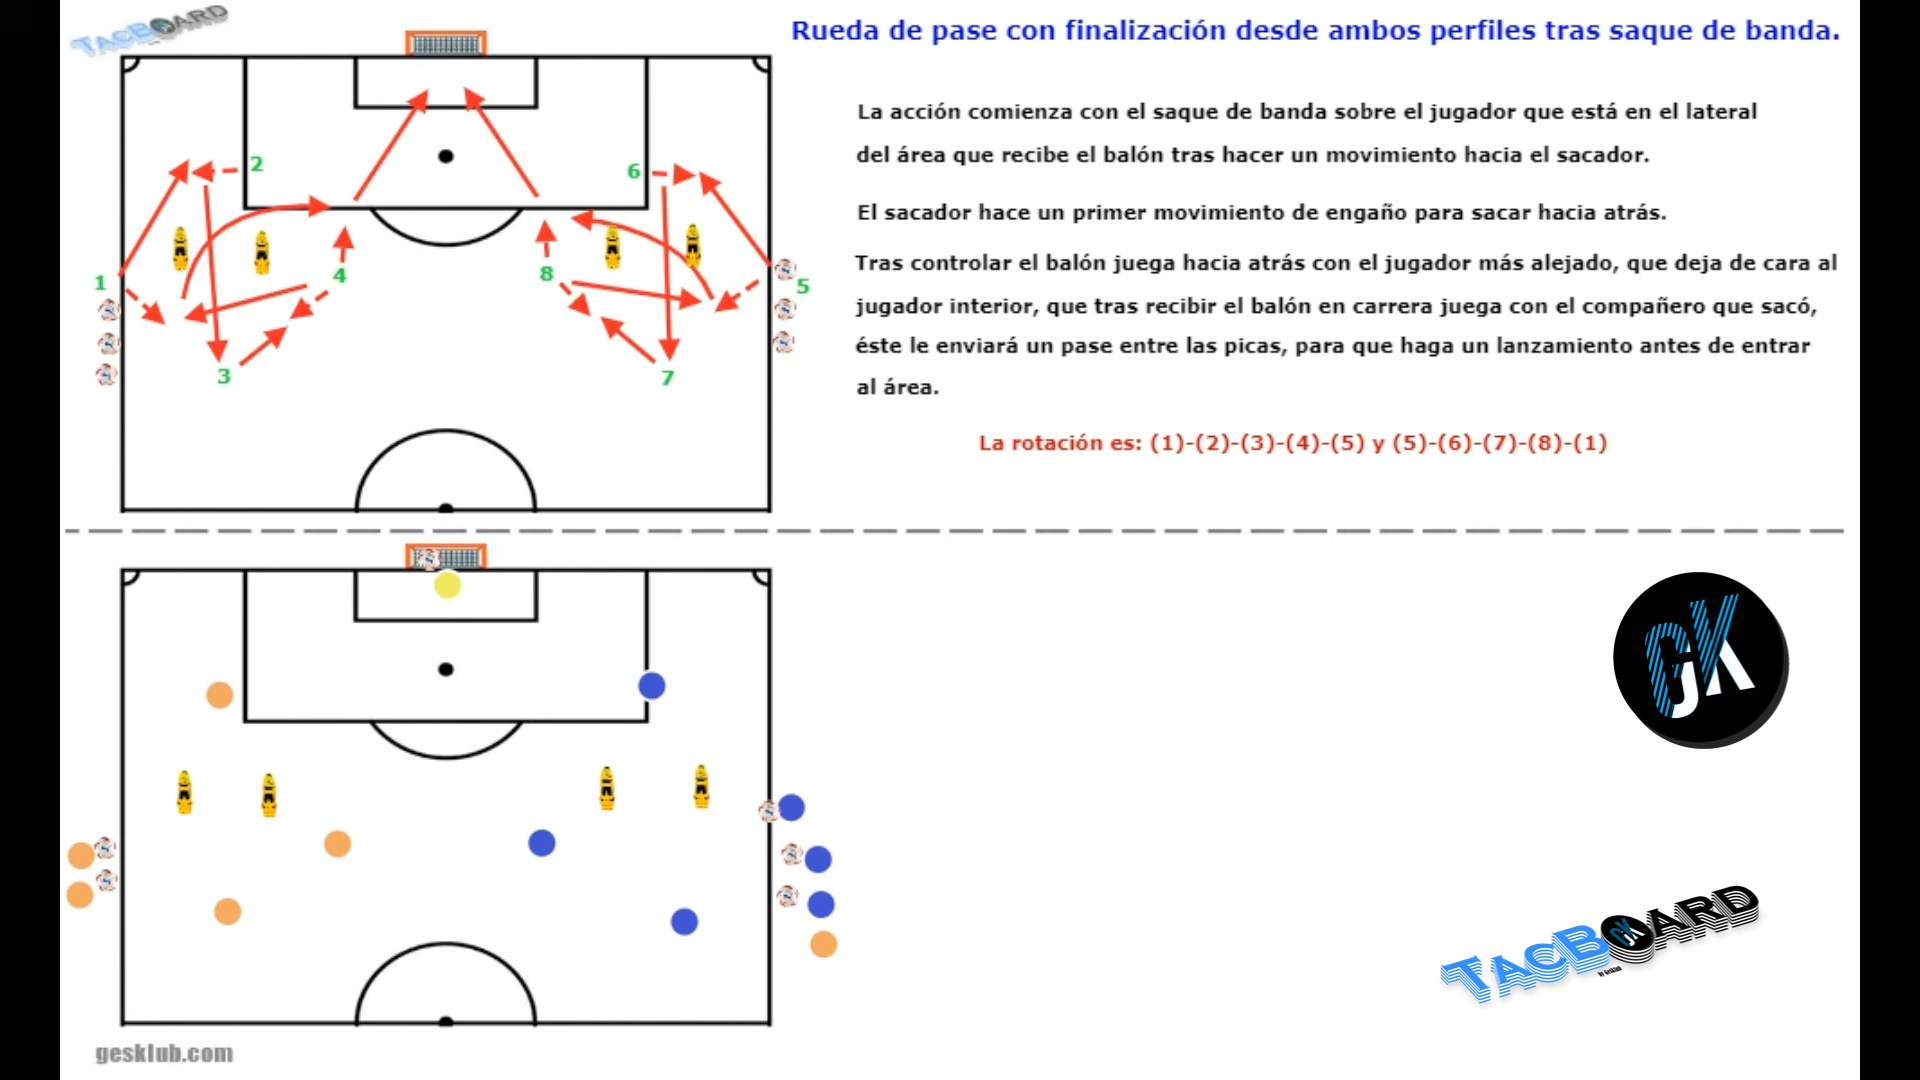 TACBOARD
Rueda de pase con finalización desde ambos perfiles tras saque de banda.
La acción comienza con el saque de banda sobre el jugador que está en el lateral
del área que recibe el balón tras hacer un movimiento hacia el sacador.
El sacador hace un primer movimiento de engaño para sacar hacia atrás.
Tras controlar el balón juega hacia atrás con el jugador más alejado, que deja de cara al
jugador interior, que tras recibir el balón en carrera juega con el compañero que sacó,
éste le enviará un pase entre las picas, para que haga un lanzamiento antes de entrar
al área.
La rotación es: (1)-(2)-(3)-(4)-(5) y (5)-(6)-(7)-(8)-(1)
2
6
1
4
8
5
3
7
GK
TACBOARD
by Gesklub
gesklub.com